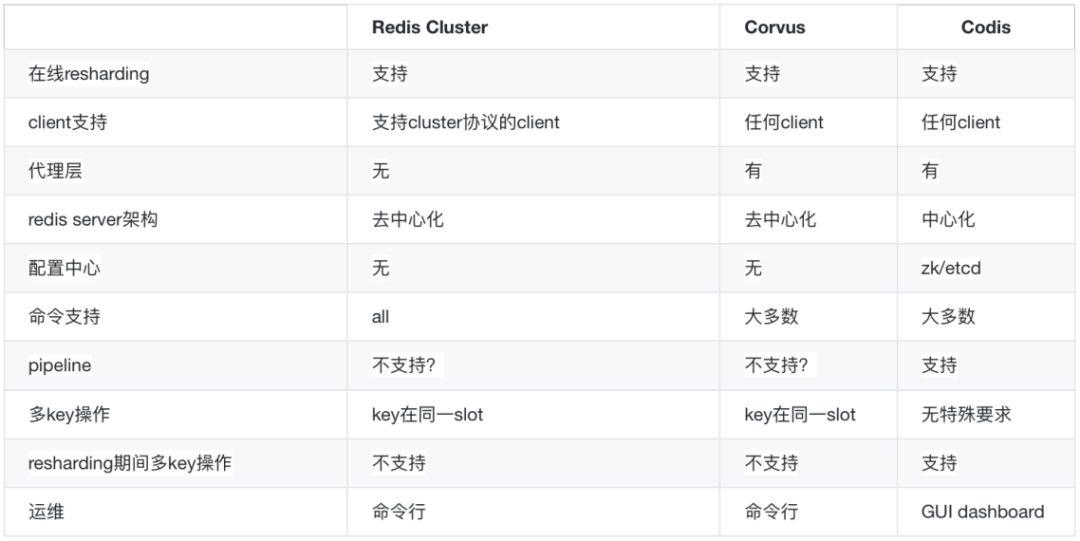 Redis Cluster Corvus Codis
在线resharding 支持 支持 支持
client支持 支持cluster协议的client 任何client 任何client
代理层 无 有 有
redis server架构 去中心化 去中心化 中心化
配置中心 无 无 zk/etcd
命令支持 all 大多数 大多数
pipeline 不支持？ 不支持？ 支持
多key操作 key在同一slot key在同一slot 无特殊要求
resharding期间多key操作 不支持 不支持 支持
运维 命令行 命令行 GUI dashboard